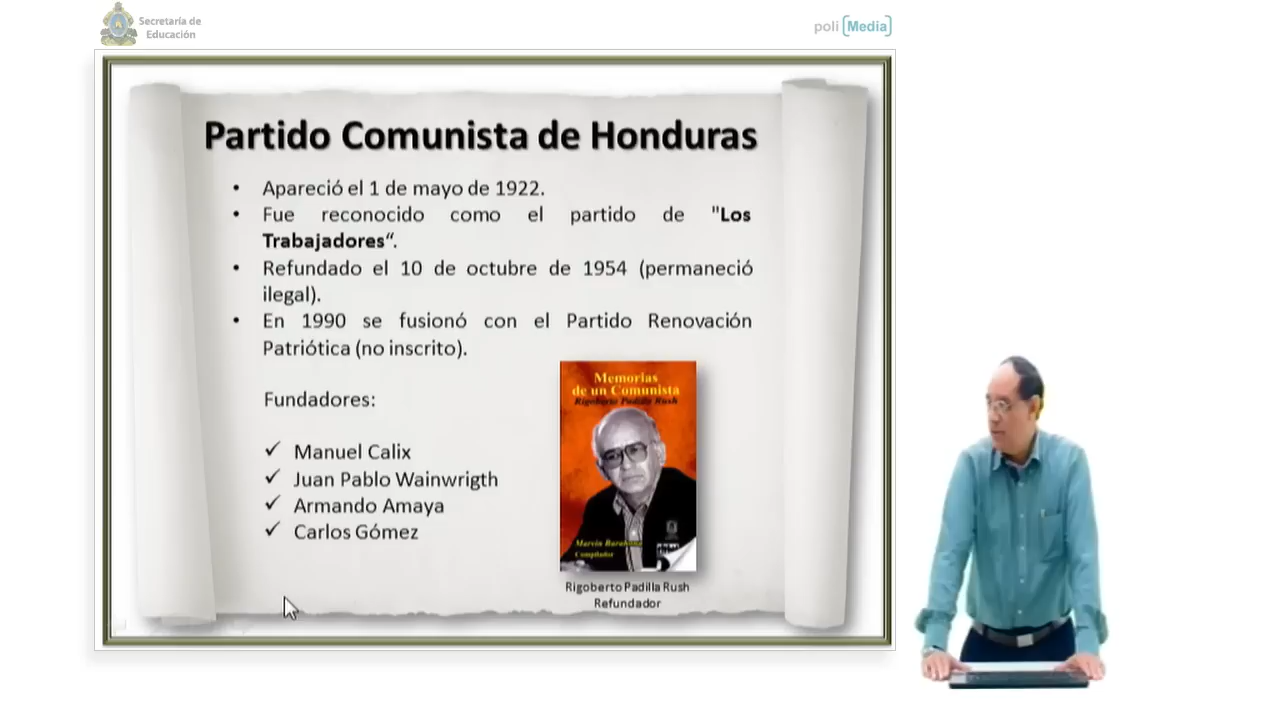 Secretaría de
Educación
poli [Media]
Partido Comunista de Honduras
• Apareció el 1 de mayo de 1922.
• Fue reconocido como el partido de "Los
Trabajadores“.
• Refundado el 10 de octubre de 1954 (permaneció
ilegal).
• En 1990 se fusionó con el Partido Renovación
Patriótica (no inscrito).
Fundadores:
✓ Manuel Calix
✓ Juan Pablo Wainwrigth
✓ Armando Amaya
✓ Carlos Gómez
Memorias
de un Comunista
Rigoberto Padilla Rush
Marvin Barahona
Compilador
Rigoberto Padilla Rush
Refundador